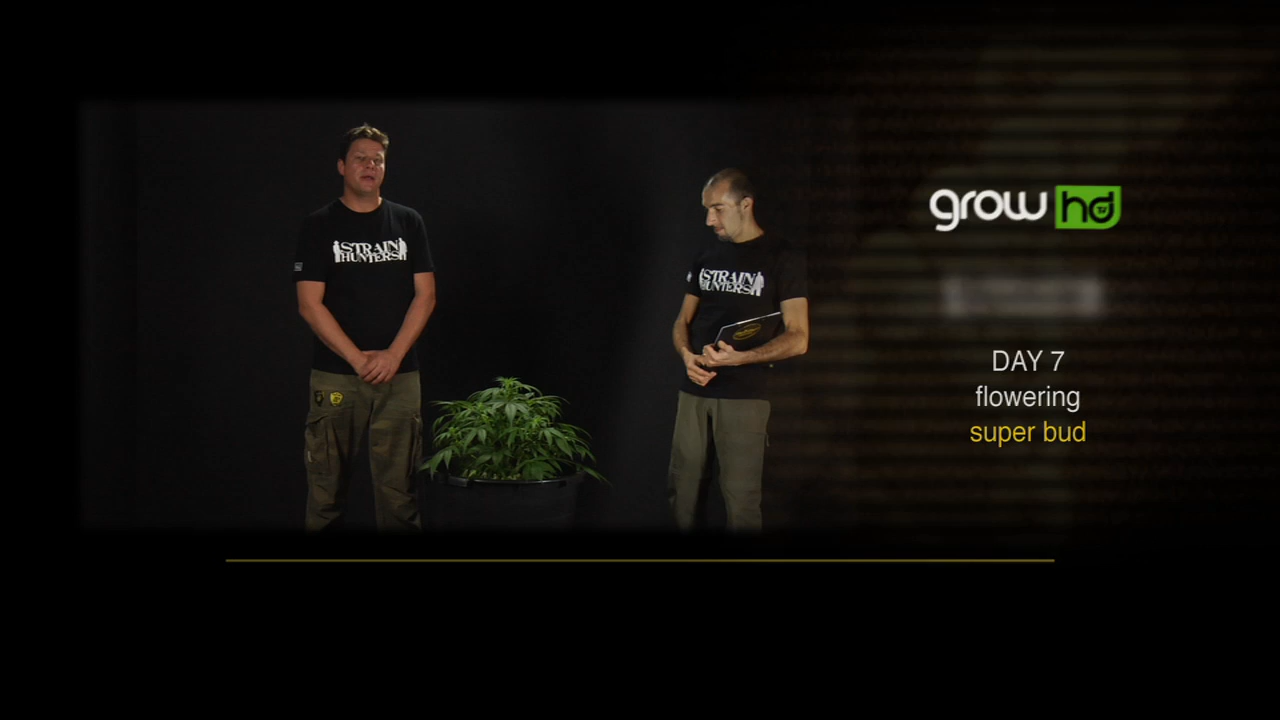 STRAIN
HUNTERS
STRAIN
HUNTERS
grow hd
DAY 7
flowering
super bud